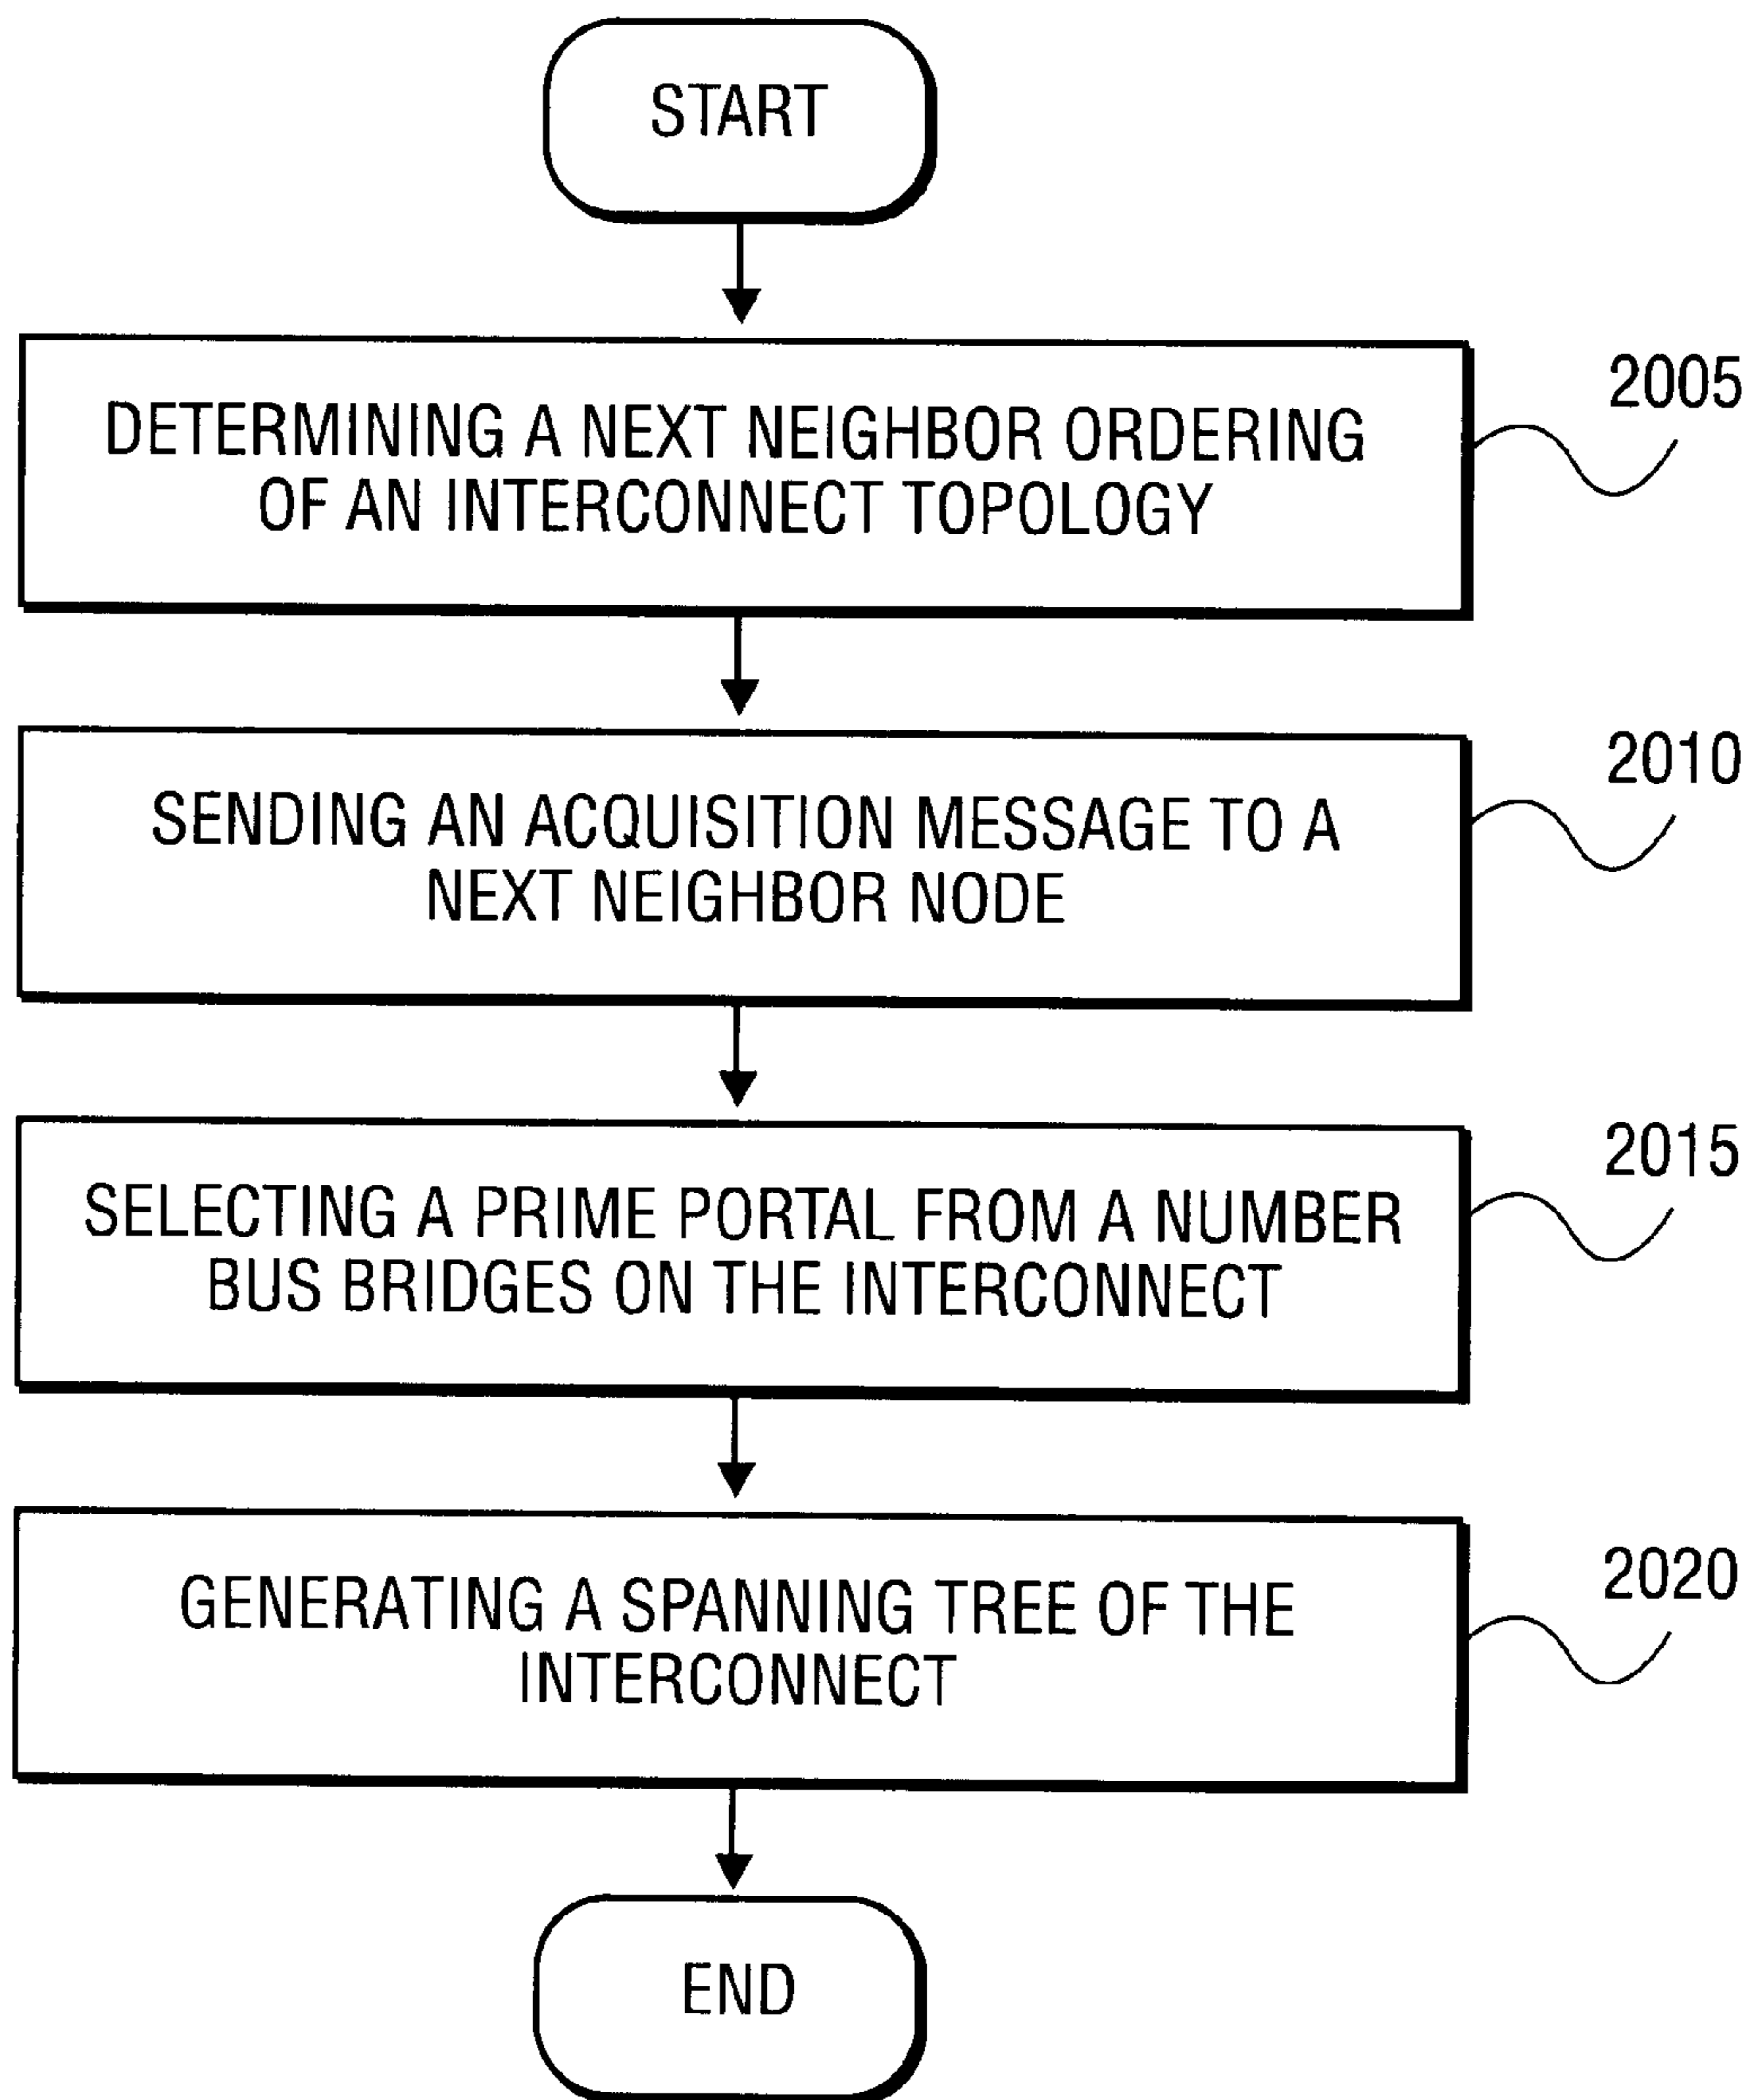 START
DETERMINING A NEXT NEIGHBOR ORDERING
OF AN INTERCONNECT TOPOLOGY
2005
SENDING AN ACQUISITION MESSAGE TO A
NEXT NEIGHBOR NODE
2010
SELECTING A PRIME PORTAL FROM A NUMBER
BUS BRIDGES ON THE INTERCONNECT
2015
GENERATING A SPANNING TREE OF THE
INTERCONNECT
2020
END